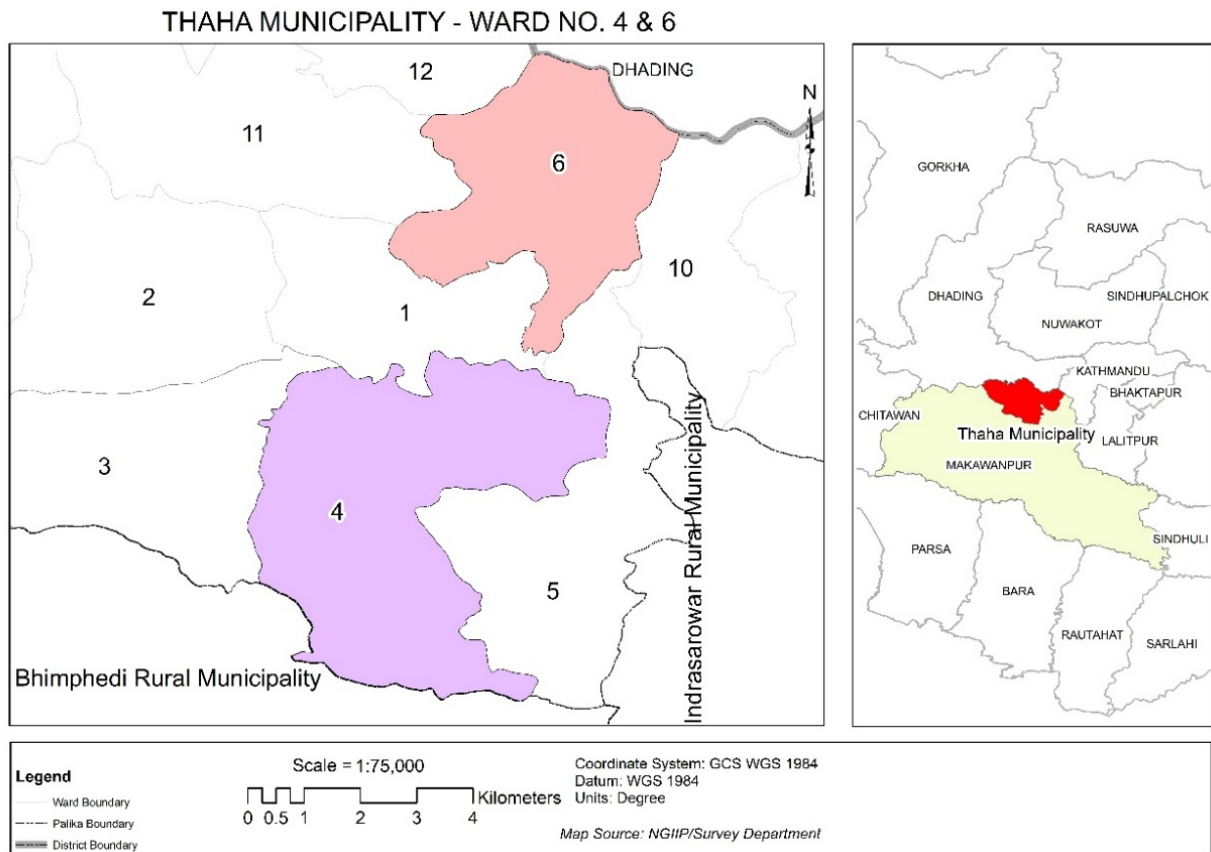 THAHA MUNICIPALITY - WARD NO. 4 & 6
12
DHADING
N
11
6
10
2
1
3
4
5
Bhimphedi Rural Municipality
Indrasarowar Rural Municipality
GORKHA
RASUWA
DHADING
SINDHUPALCHOK
NUWAKOT
KATHMANDU
BHAKTAPUR
CHITAWAN
Thaha Municipality
LALITPUR
MAKAWANPUR
SINDHULI
PARSA
BARA
RAUTAHAT
SARLAHI
Legend
Ward Boundary
Palika Boundary
District Boundary
Scale = 1:75,000
Kilometers
0 0.5 1 2 3 4
Coordinate System: GCS WGS 1984
Datum: WGS 1984
Units: Degree
Map Source: NGIIP/Survey Department